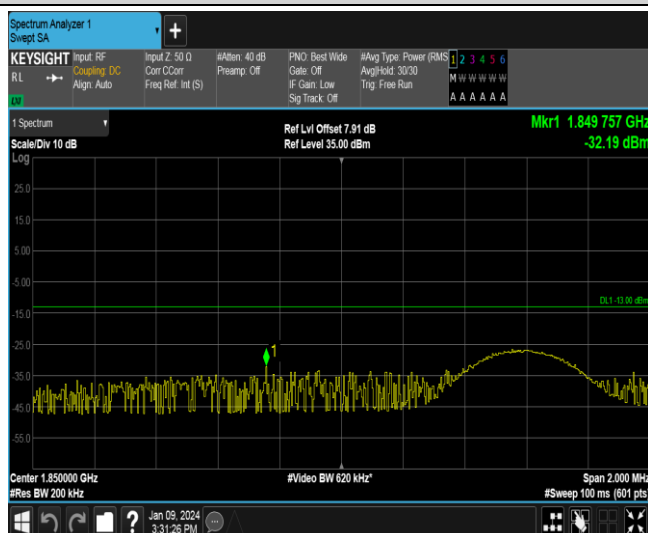 Spectrum Analyzer 1
Swept SA
+
KEYSIGHT
RL
Input: RF
Coupling: DC
Align: Auto
Input Z: 50 Ω
Corr CCorr
Freq Ref: Int (S)
#Atten: 40 dB
Preamp: Off
PNO: Best Wide
Gate: Off
IF Gain: Low
Sig Track: Off
#Avg Type: Power (RMS
Avg|Hold: 30/30
Trig: Free Run
1 2 3 4 5 6
M W W W W W
A A A A A A
1 Spectrum
Scale/Div 10 dB
Log
Ref Lvl Offset 7.91 dB
Ref Level 35.00 dBm
Mkr1 1.849 757 GHz
-32.19 dBm
25.0
15.0
5.00
-5.00
DL1 -13.00 dBm
-15.0
-25.0
1
-35.0
-45.0
-55.0
Center 1.850000 GHz
#Res BW 200 kHz
#Video BW 620 kHz*
Span 2.000 MHz
#Sweep 100 ms (601 pts)
?
Jan 09, 2024
3:31:26 PM